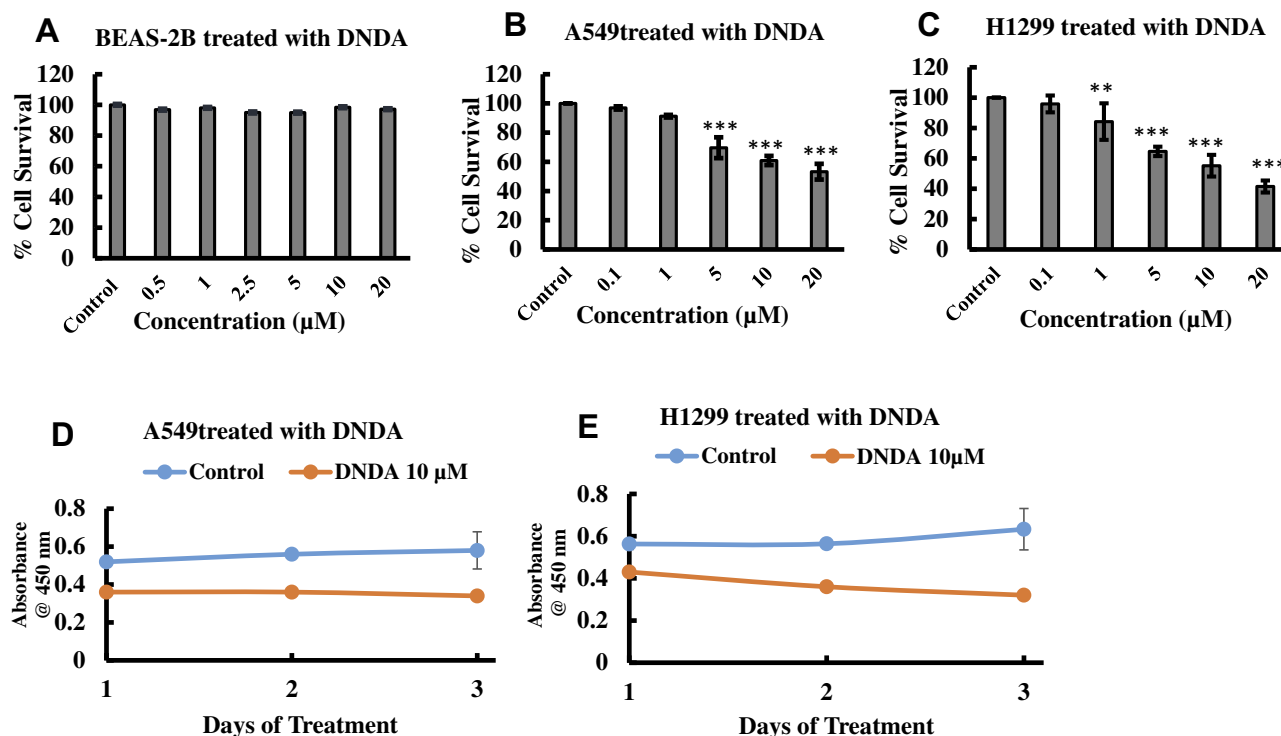 A
BEAS-2B treated with DNDA
% Cell Survival
120
100
80
60
40
20
0
Control 0.5 1 2.5 5 10 20
Concentration (µM)
B
A549treated with DNDA
% Cell Survival
120
100
80
60
40
20
0
*** *** ***
Control 0.1 1 5 10 20
Concentration (µM)
C
H1299 treated with DNDA
% Cell Survival
120
100
80
60
40
20
0
** *** *** ***
Control 0.1 1 5 10 20
Concentration (µM)
D
A549treated with DNDA
Control DNDA 10 µM
Absorbance
@ 450 nm
0.8
0.6
0.4
0.2
0
1 2 3
Days of Treatment
E
H1299 treated with DNDA
Control DNDA 10µM
Absorbance
@ 450 nm
0.8
0.6
0.4
0.2
0
1 2 3
Days of Treatment